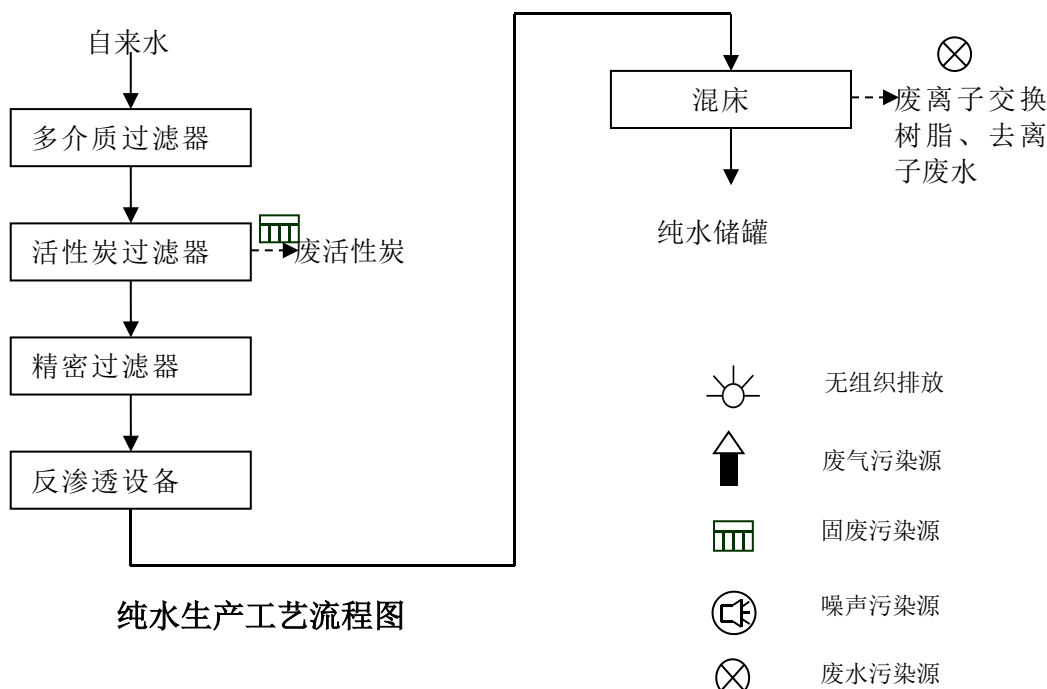 自来水
多介质过滤器
活性炭过滤器
废活性炭
精密过滤器
反渗透设备
纯水生产工艺流程图
混床
废离子交换
树脂、去离
子废水
纯水储罐
无组织排放
废气污染源
固废污染源
噪声污染源
废水污染源